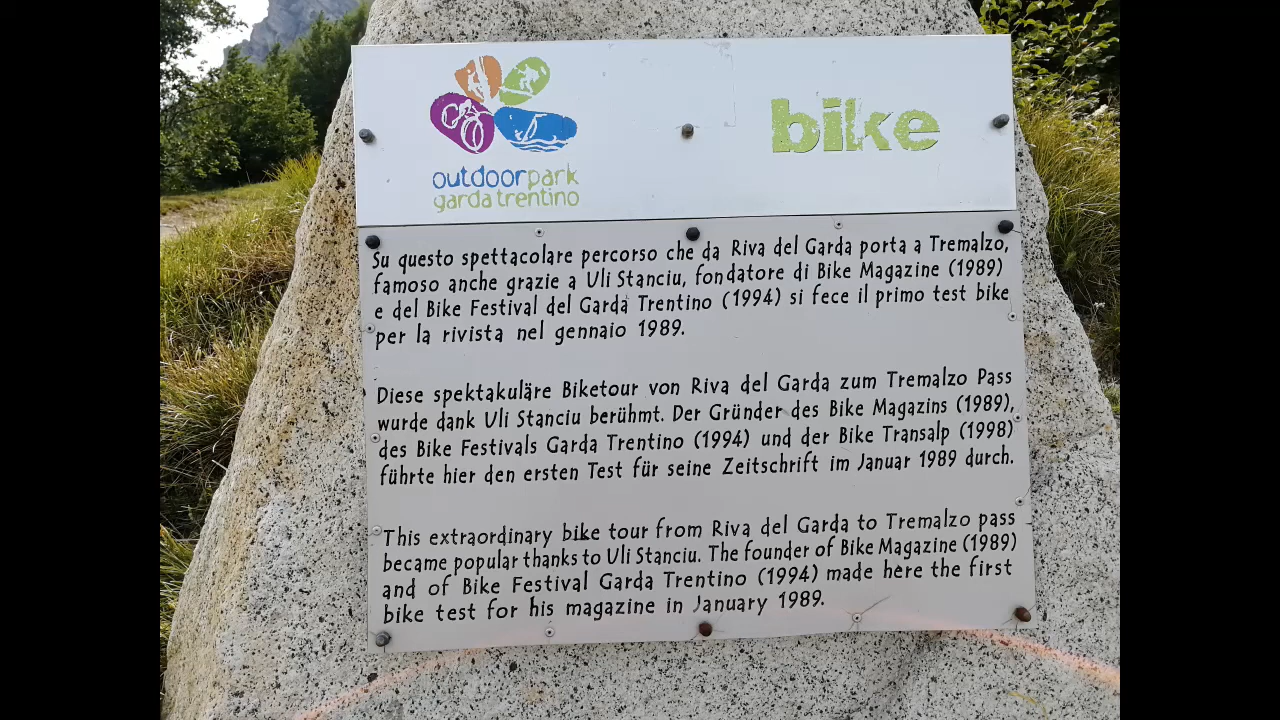 outdoorpark
garda trentino
bike
Su questo spettacolare percorso che da Riva del Garda porta a Tremalzo,
famoso anche grazie a Uli Stanciu, fondatore di Bike Magazine (1989)
e del Bike Festival del Garda Trentino (1994) si fece il primo test bike
per la rivista nel gennaio 1989.
Diese spektakuläre Biketour von Riva del Garda zum Tremalzo Pass
wurde dank Uli Stanciu berühmt. Der Gründer des Bike Magazins (1989),
des Bike Festivals Garda Trentino (1994) und der Bike Transalp (1998)
führte hier den ersten Test für seine Zeitschrift im Januar 1989 durch.
This extraordinary bike tour from Riva del Garda to Tremalzo pass
became popular thanks to Uli Stanciu. The founder of Bike Magazine (1989)
and of Bike Festival Garda Trentino (1994) made here the first
bike test for his magazine in January 1989.